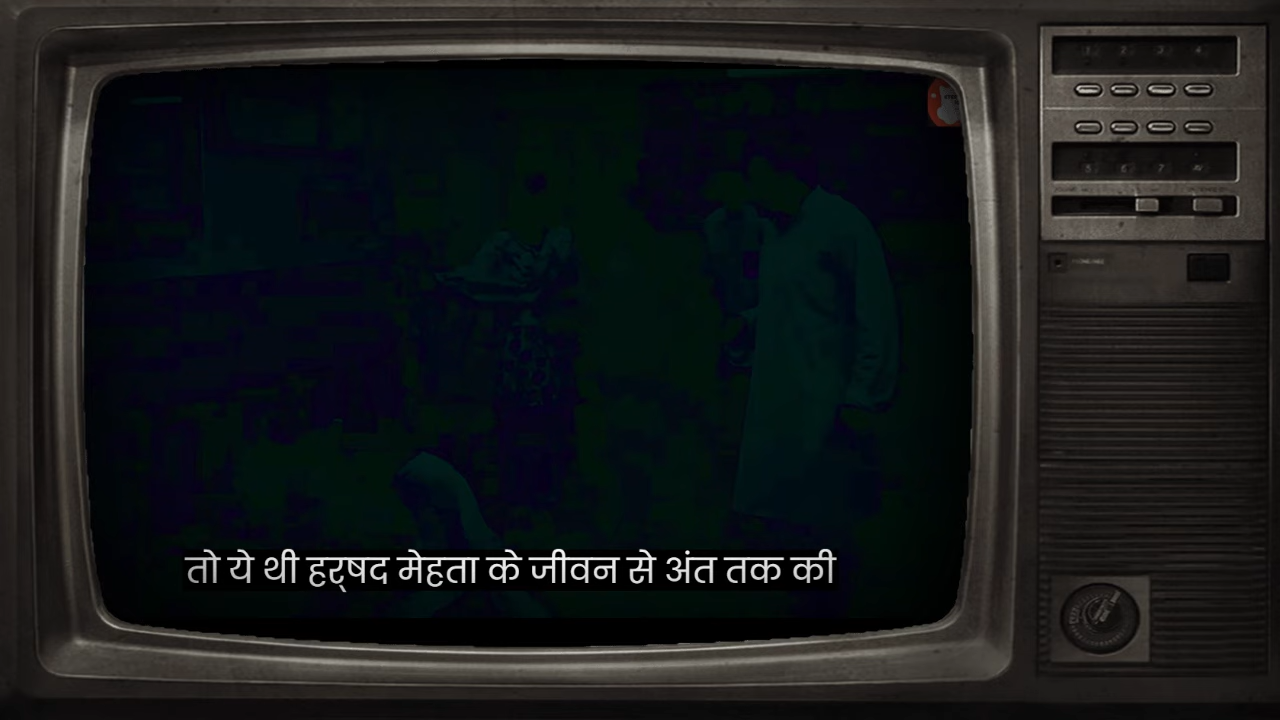 तो ये थी हर्षद मेहता के जीवन से अंत तक की